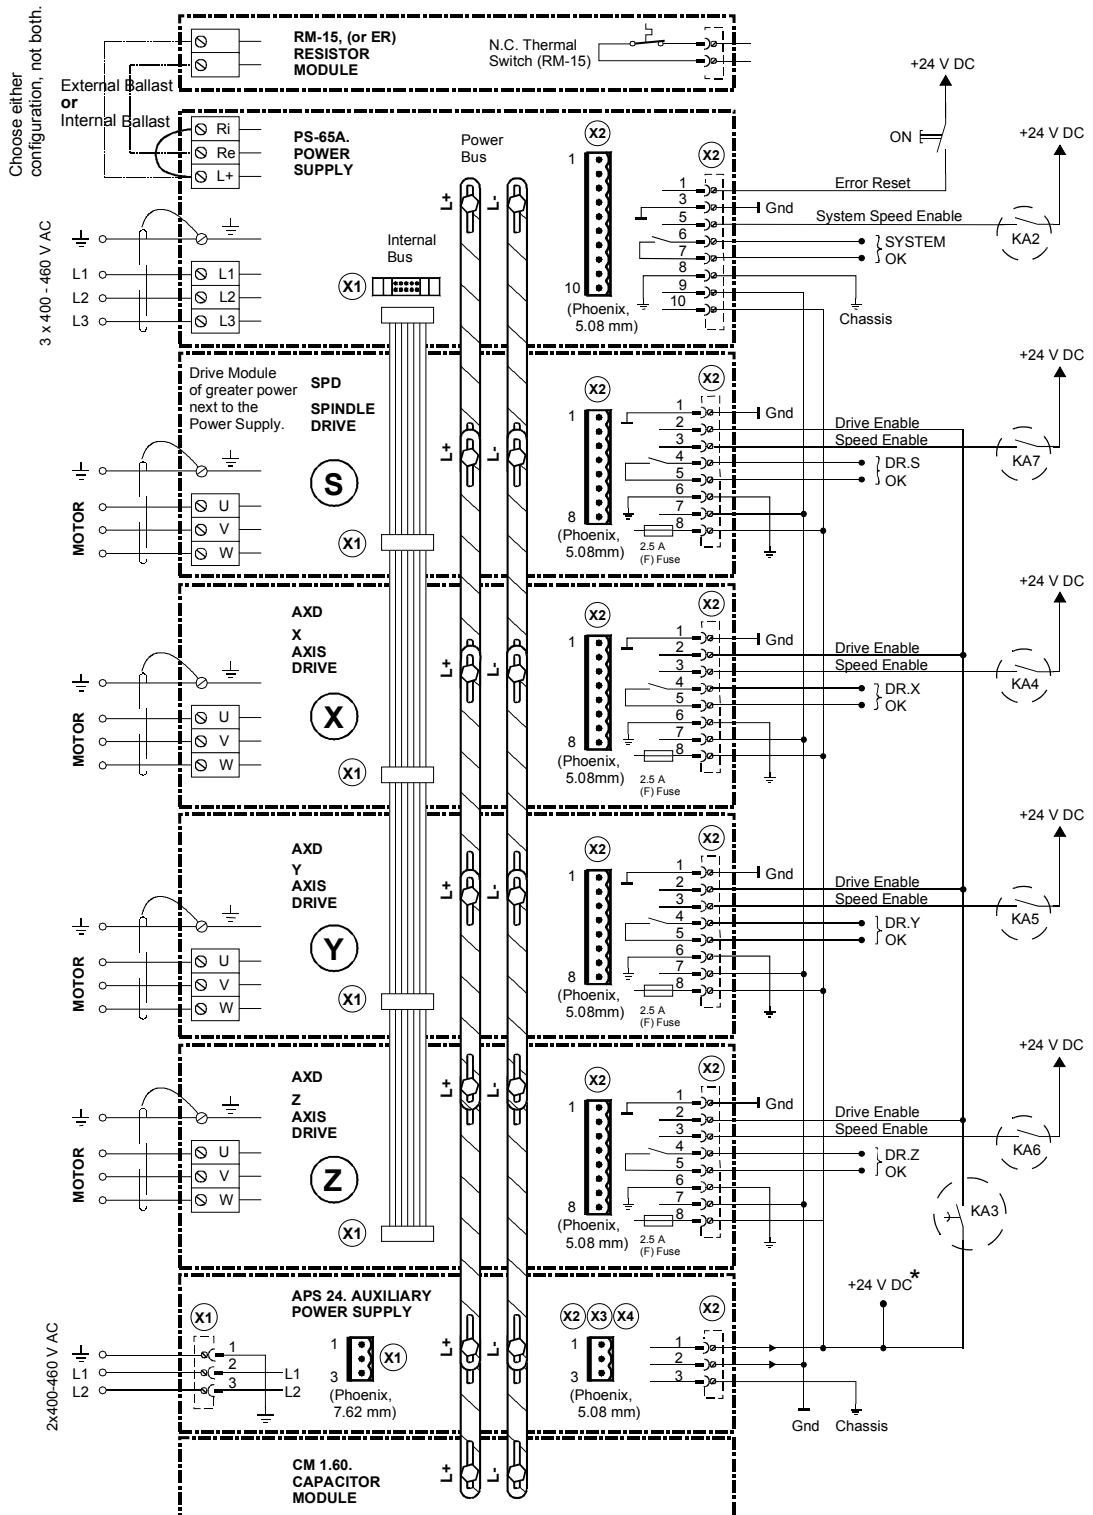 Choose either
configuration, not both.
RM-15, (or ER)
RESISTOR
MODULE
N.C. Thermal
Switch (RM-15)
External Ballast
or
Internal Ballast
+24 V DC
ON
+24 V DC
Ri
Re
L+
PS-65A.
POWER
SUPPLY
Power
Bus
X2
1
10
(Phoenix,
5.08 mm)
X2
1
3
5
6
7
8
9
10
Error Reset
Gnd
System Speed Enable
KA2
SYSTEM
OK
Chassis
L+
L-
Internal
Bus
X1
3 x 400 - 460 V AC
L1
L2
L3
L1
L2
L3
Drive Module
of greater power
next to the
Power Supply.
SPD
SPINDLE
DRIVE
S
X1
MOTOR
U
V
W
L+
L-
X2
1
8
(Phoenix,
5.08mm)
X2
1
2
3
4
5
6
7
8
2.5 A
(F) Fuse
Gnd
Drive Enable
Speed Enable
DR.S
OK
+24 V DC
KA7
AXD
X
AXIS
DRIVE
X
X1
MOTOR
U
V
W
L+
L-
X2
1
8
(Phoenix,
5.08mm)
X2
1
2
3
4
5
6
7
8
2.5 A
(F) Fuse
Gnd
Drive Enable
Speed Enable
DR.X
OK
+24 V DC
KA4
AXD
Y
AXIS
DRIVE
Y
X1
MOTOR
U
V
W
L+
L-
X2
1
8
(Phoenix,
5.08mm)
X2
1
2
3
4
5
6
7
8
2.5 A
(F) Fuse
Gnd
Drive Enable
Speed Enable
DR.Y
OK
+24 V DC
KA5
AXD
Z
AXIS
DRIVE
Z
X1
MOTOR
U
V
W
L+
L-
X2
1
8
(Phoenix,
5.08 mm)
X2
1
2
3
4
5
6
7
8
2.5 A
(F) Fuse
Gnd
Drive Enable
Speed Enable
DR.Z
OK
+24 V DC
KA6
KA3
+24 V DC*
APS 24. AUXILIARY
POWER SUPPLY
2x400-460 V AC
L1
L2
X1
1
2
3
L1
L2
1
3
X1
(Phoenix,
7.62 mm)
L+
L-
X2 X3 X4
1
3
(Phoenix,
5.08 mm)
X2
1
2
3
Gnd
Chassis
CM 1.60.
CAPACITOR
MODULE
L+
L-